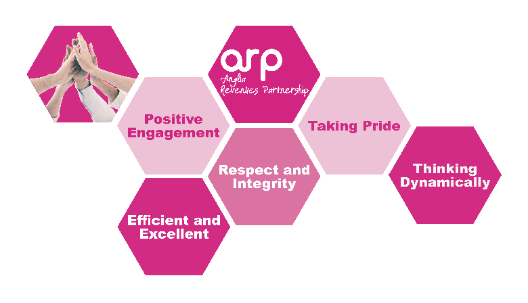 arp
Anglia
Revenues Partnership
Positive
Engagement
Taking Pride
Respect and
Integrity
Thinking
Dynamically
Efficient and
Excellent